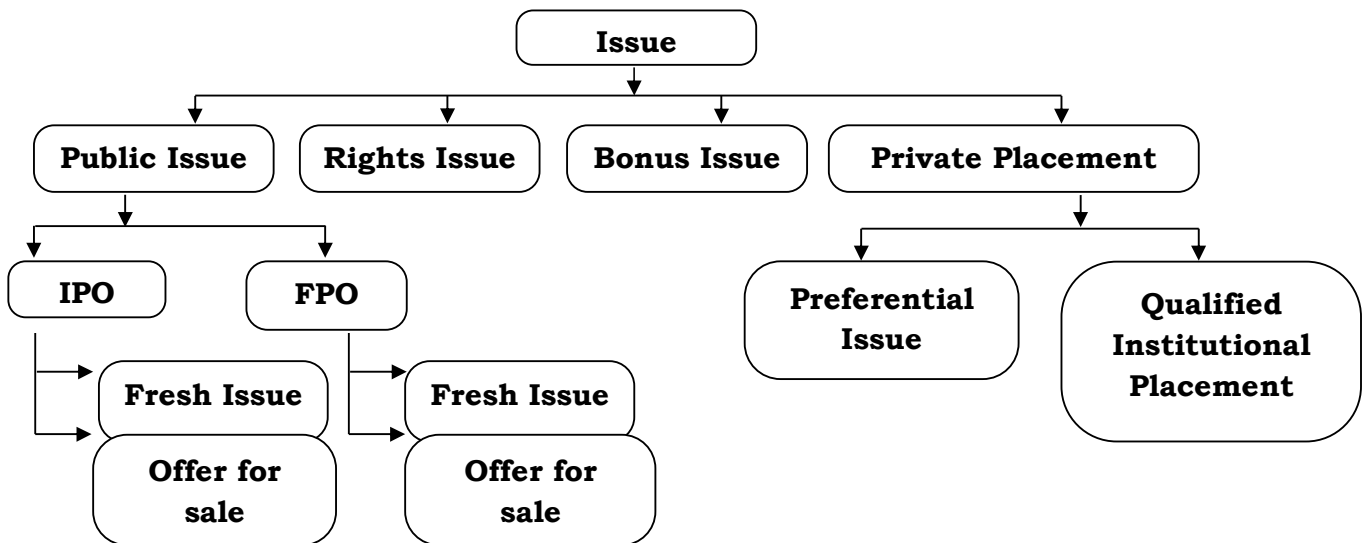 Issue
Public Issue
Rights Issue
Bonus Issue
Private Placement
IPO
FPO
Preferential
Issue
Qualified
Institutional
Placement
Fresh Issue
Fresh Issue
Offer for
sale
Offer for
sale